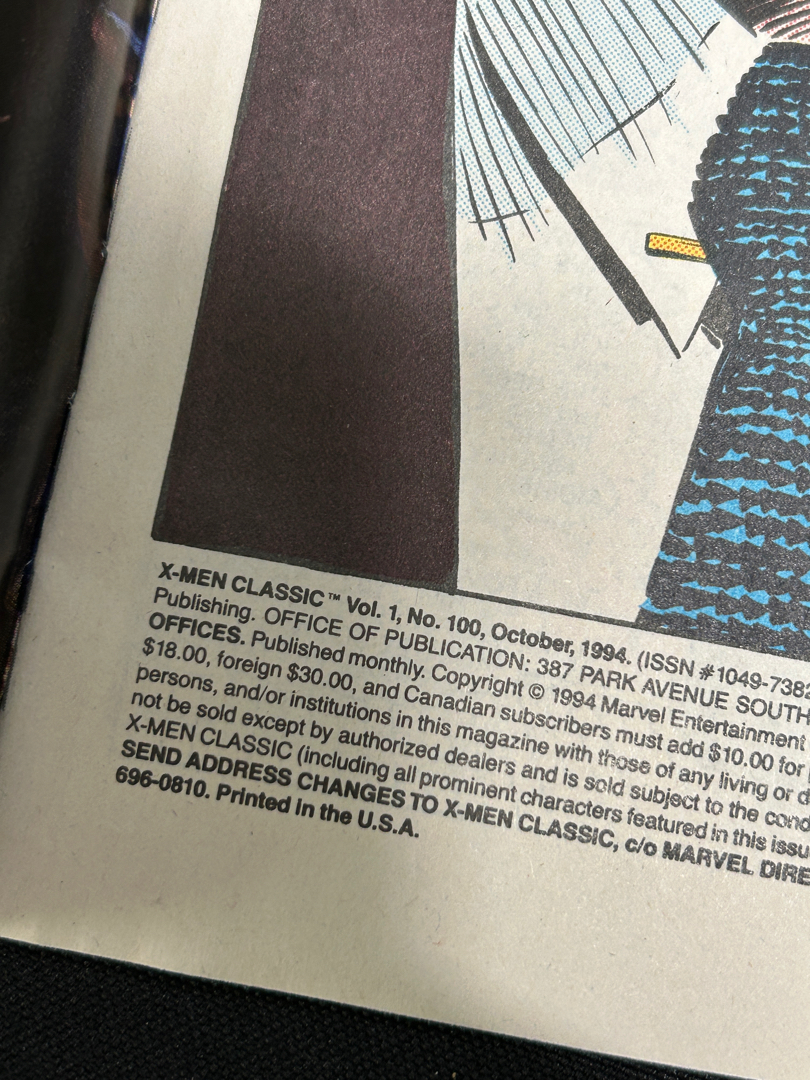 X-MEN CLASSIC™ Vol. 1, No. 100, October, 1994. (ISSN #1049-738
Publishing. OFFICE OF PUBLICATION: 387 PARK AVENUE SOUTH
OFFICES. Published monthly. Copyright © 1994 Marvel Entertainment
$18.00, foreign $30.00, and Canadian subscribers must add $10.00 for
persons, and/or institutions in this magazine with those of any living or d
not be sold except by authorized dealers and is sold subject to the cond
X-MEN CLASSIC (including all prominent characters featured in this issu
SEND ADDRESS CHANGES TO X-MEN CLASSIC, c/o MARVEL DIRE
696-0810. Printed in the U.S.A.